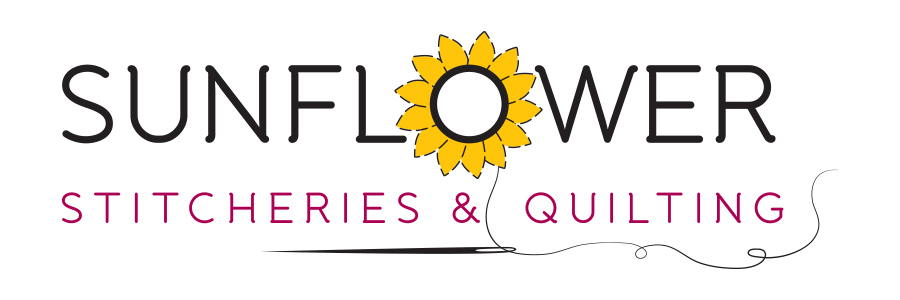 SUNFLOWER
STITCHERIES & QUILTING